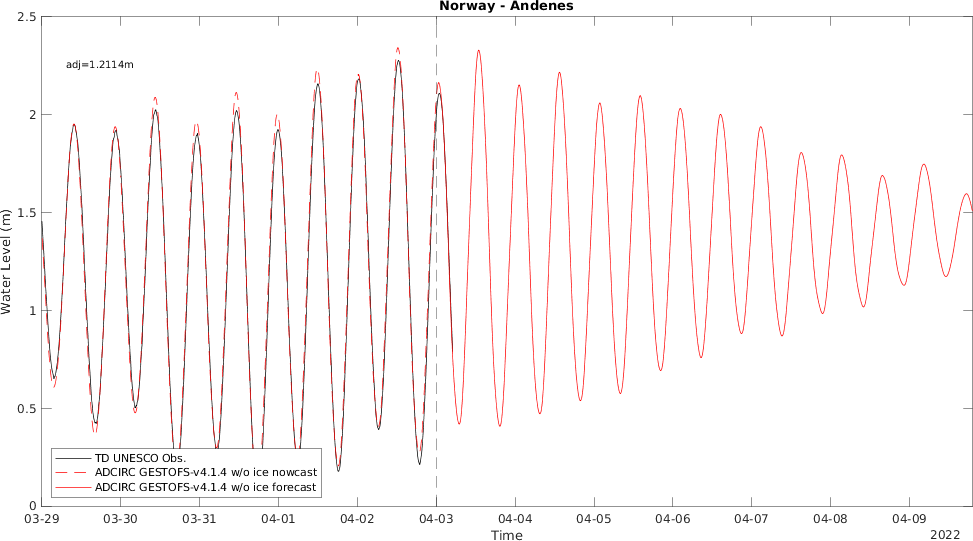 Norway - Andenes
2.5
adj=1.2114m
2
1.5
Water Level (m)
1
0.5
TD UNESCO Obs.
ADCIRC GESTOFS-v4.1.4 w/o ice nowcast
ADCIRC GESTOFS-v4.1.4 w/o ice forecast
0
03-29 03-30 03-31 04-01 04-02 04-03 04-04 04-05 04-06 04-07 04-08 04-09
Time
2022